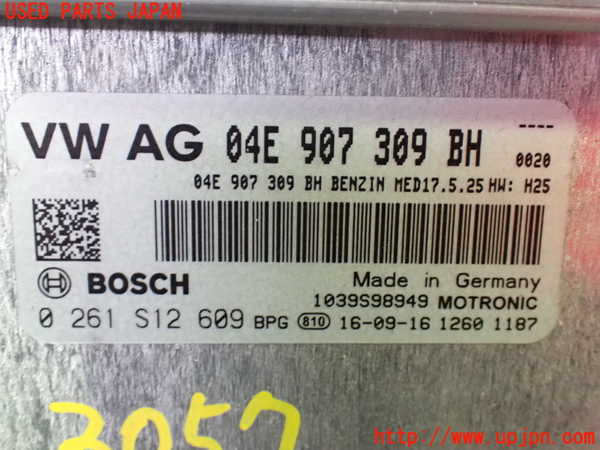 USED PARTS JAPAN
VW AG 04E 907 309 BH ----
0020
04E 907 309 BH BENZIN MED17.5.25 HW: H25
BOSCH Made in Germany
1039S98949 MOTRONIC
0 261 S12 609 BPG 810 16-09-16 1260 1187
3057
http://www.upjpn.com